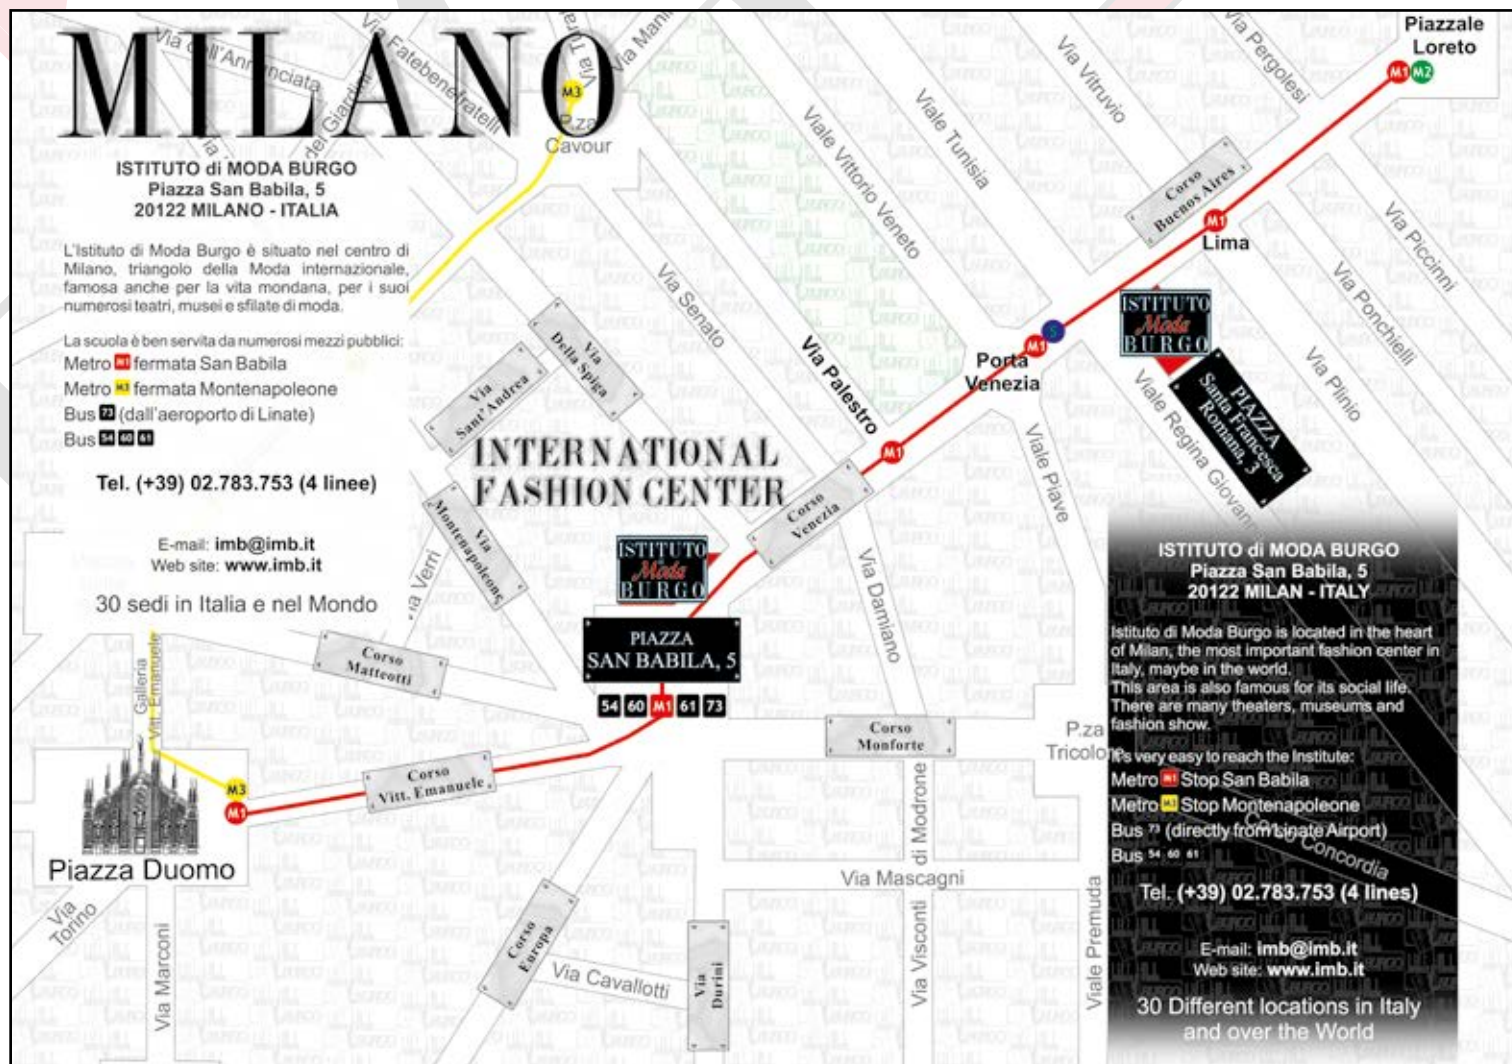 MILANO
ISTITUTO di MODA BURGO
Piazza San Babila, 5
20122 MILANO - ITALIA
L'Istituto di Moda Burgo è situato nel centro di
Milano, triangolo della Moda internazionale,
famosa anche per la vita mondana, per i suoi
numerosi teatri, musei e sfilate di moda.
La scuola è ben servita da numerosi mezzi pubblici:
Metro M1 fermata San Babila
Metro M3 fermata Montenapoleone
Bus 73 (dall'aeroporto di Linate)
Bus 54 60 61
Tel. (+39) 02.783.753 (4 linee)
E-mail: imb@imb.it
Web site: www.imb.it
30 sedi in Italia e nel Mondo
Via dell'Annunciata
Via Fatebenefratelli
dei Giardini
Via Turati
Via Manin
M3
P.za
Cavour
Via Senato
Viale Vittorio Veneto
Viale Tunisia
Via Vitruvio
Via Pergolesi
Piazzale
Loreto
M1 M2
Corso
Buenos Aires
M1
Lima
Via Piccinni
Via Ponchielli
Via Plinio
Via
Della Spiga
Via
Sant'Andrea
Via Palestro
M1
M1 S
Porta
Venezia
ISTITUTO
Moda
BURGO
PIAZZA
Santa Francesca
Romana, 3
Viale Regina Giovanna
Viale Piave
INTERNATIONAL
FASHION CENTER
Corso
Venezia
Via
Montenapoleone
Via Verri
ISTITUTO
Moda
BURGO
PIAZZA
SAN BABILA, 5
54 60 M1 61 73
Via Damiano
Corso
Matteotti
Galleria
Vitt. Emanuele
Corso
Monforte
P.za
Tricolore
Corso
Vitt. Emanuele
M3
M1
Piazza Duomo
Via
Torino
Via Marconi
Corso
Europa
Via Cavallotti
Via
Durini
Via Mascagni
Via Visconti di Modrone
Viale Premuda
Corso Concordia
ISTITUTO di MODA BURGO
Piazza San Babila, 5
20122 MILAN - ITALY
Istituto di Moda Burgo is located in the heart
of Milan, the most important fashion center in
Italy, maybe in the world.
This area is also famous for its social life.
There are many theaters, museums and
fashion show.
It's very easy to reach the Institute:
Metro M1 Stop San Babila
Metro M3 Stop Montenapoleone
Bus 73 (directly from Linate Airport)
Bus 54 60 61
Tel. (+39) 02.783.753 (4 lines)
E-mail: imb@imb.it
Web site: www.imb.it
30 Different locations in Italy
and over the World